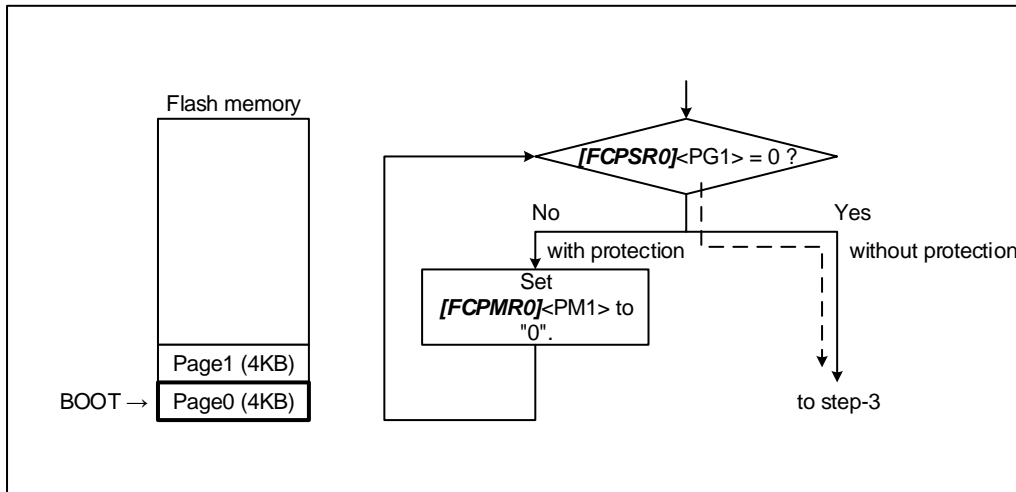 Flash memory
Page1 (4KB)
BOOT → Page0 (4KB)
[FCPSR0]<PG1> = 0 ?
No
Yes
with protection
without protection
Set
[FCPMR0]<PM1> to
"0".
to step-3